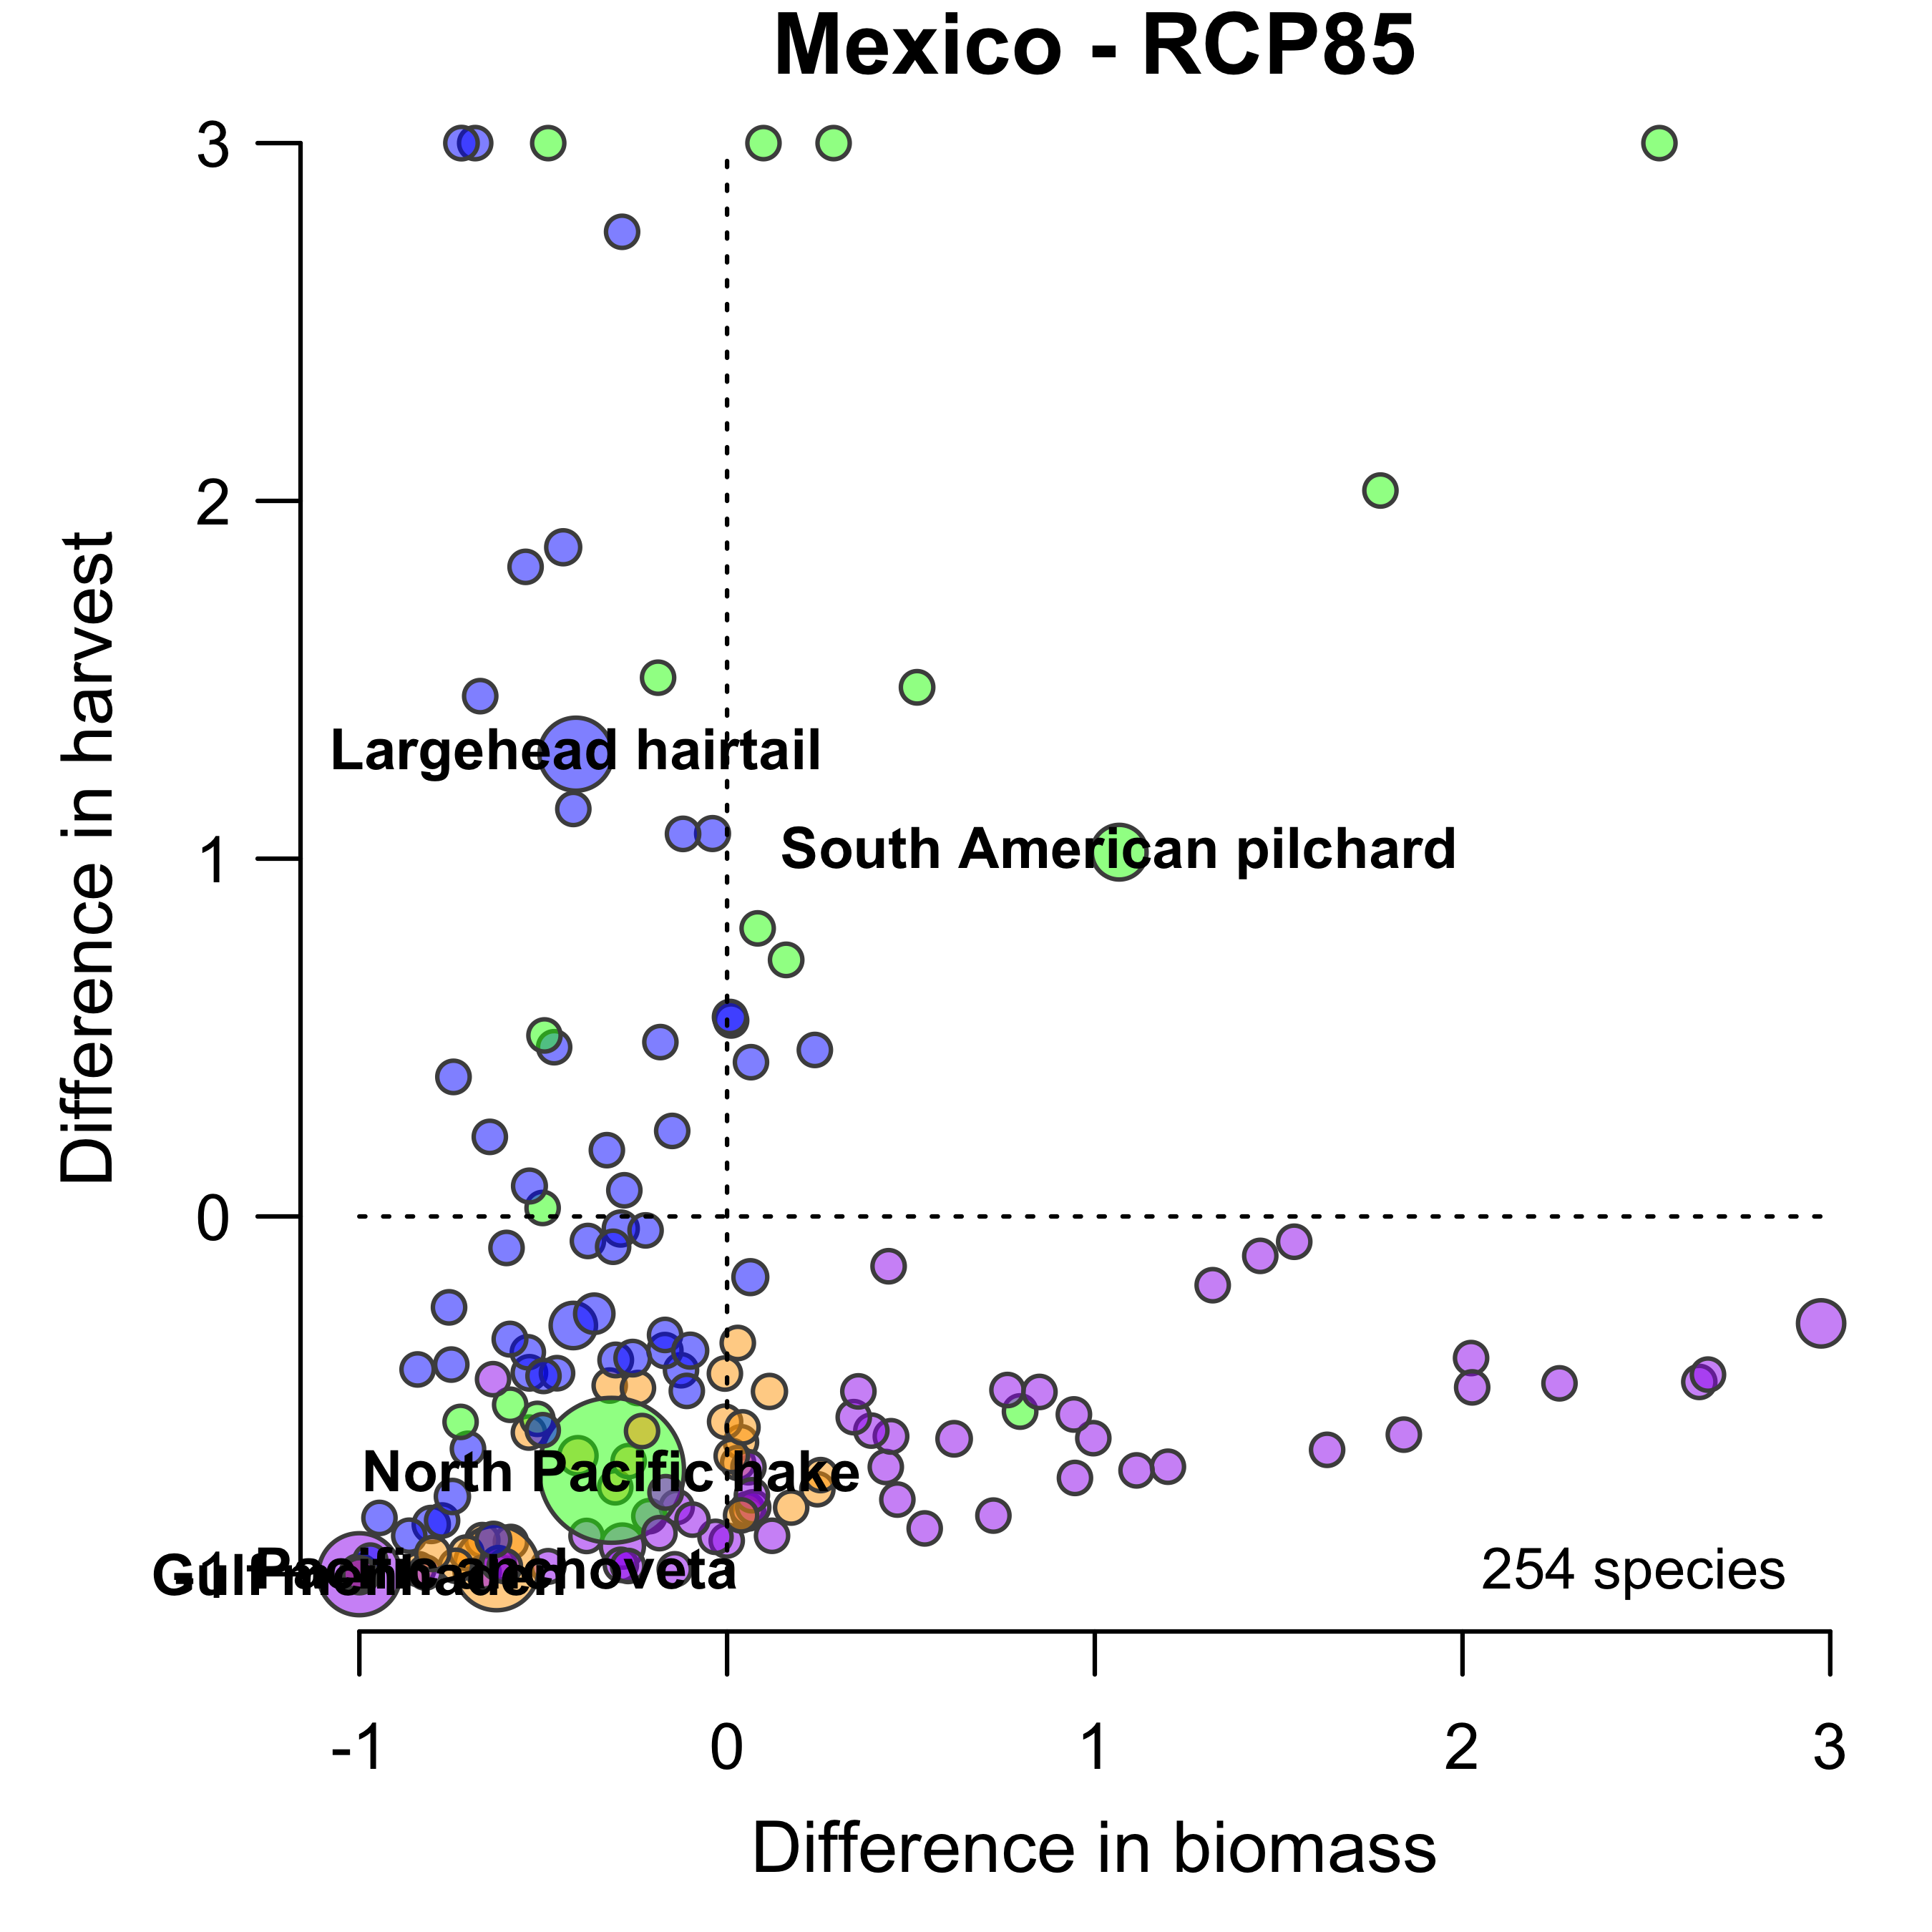 Mexico - RCP85
Difference in harvest
3
2
1
0
-1
Largehead hairtail
South American pilchard
North Pacific hake
Pacific anchoveta
Gulf menhaden
254 species
-1
0
1
2
3
Difference in biomass